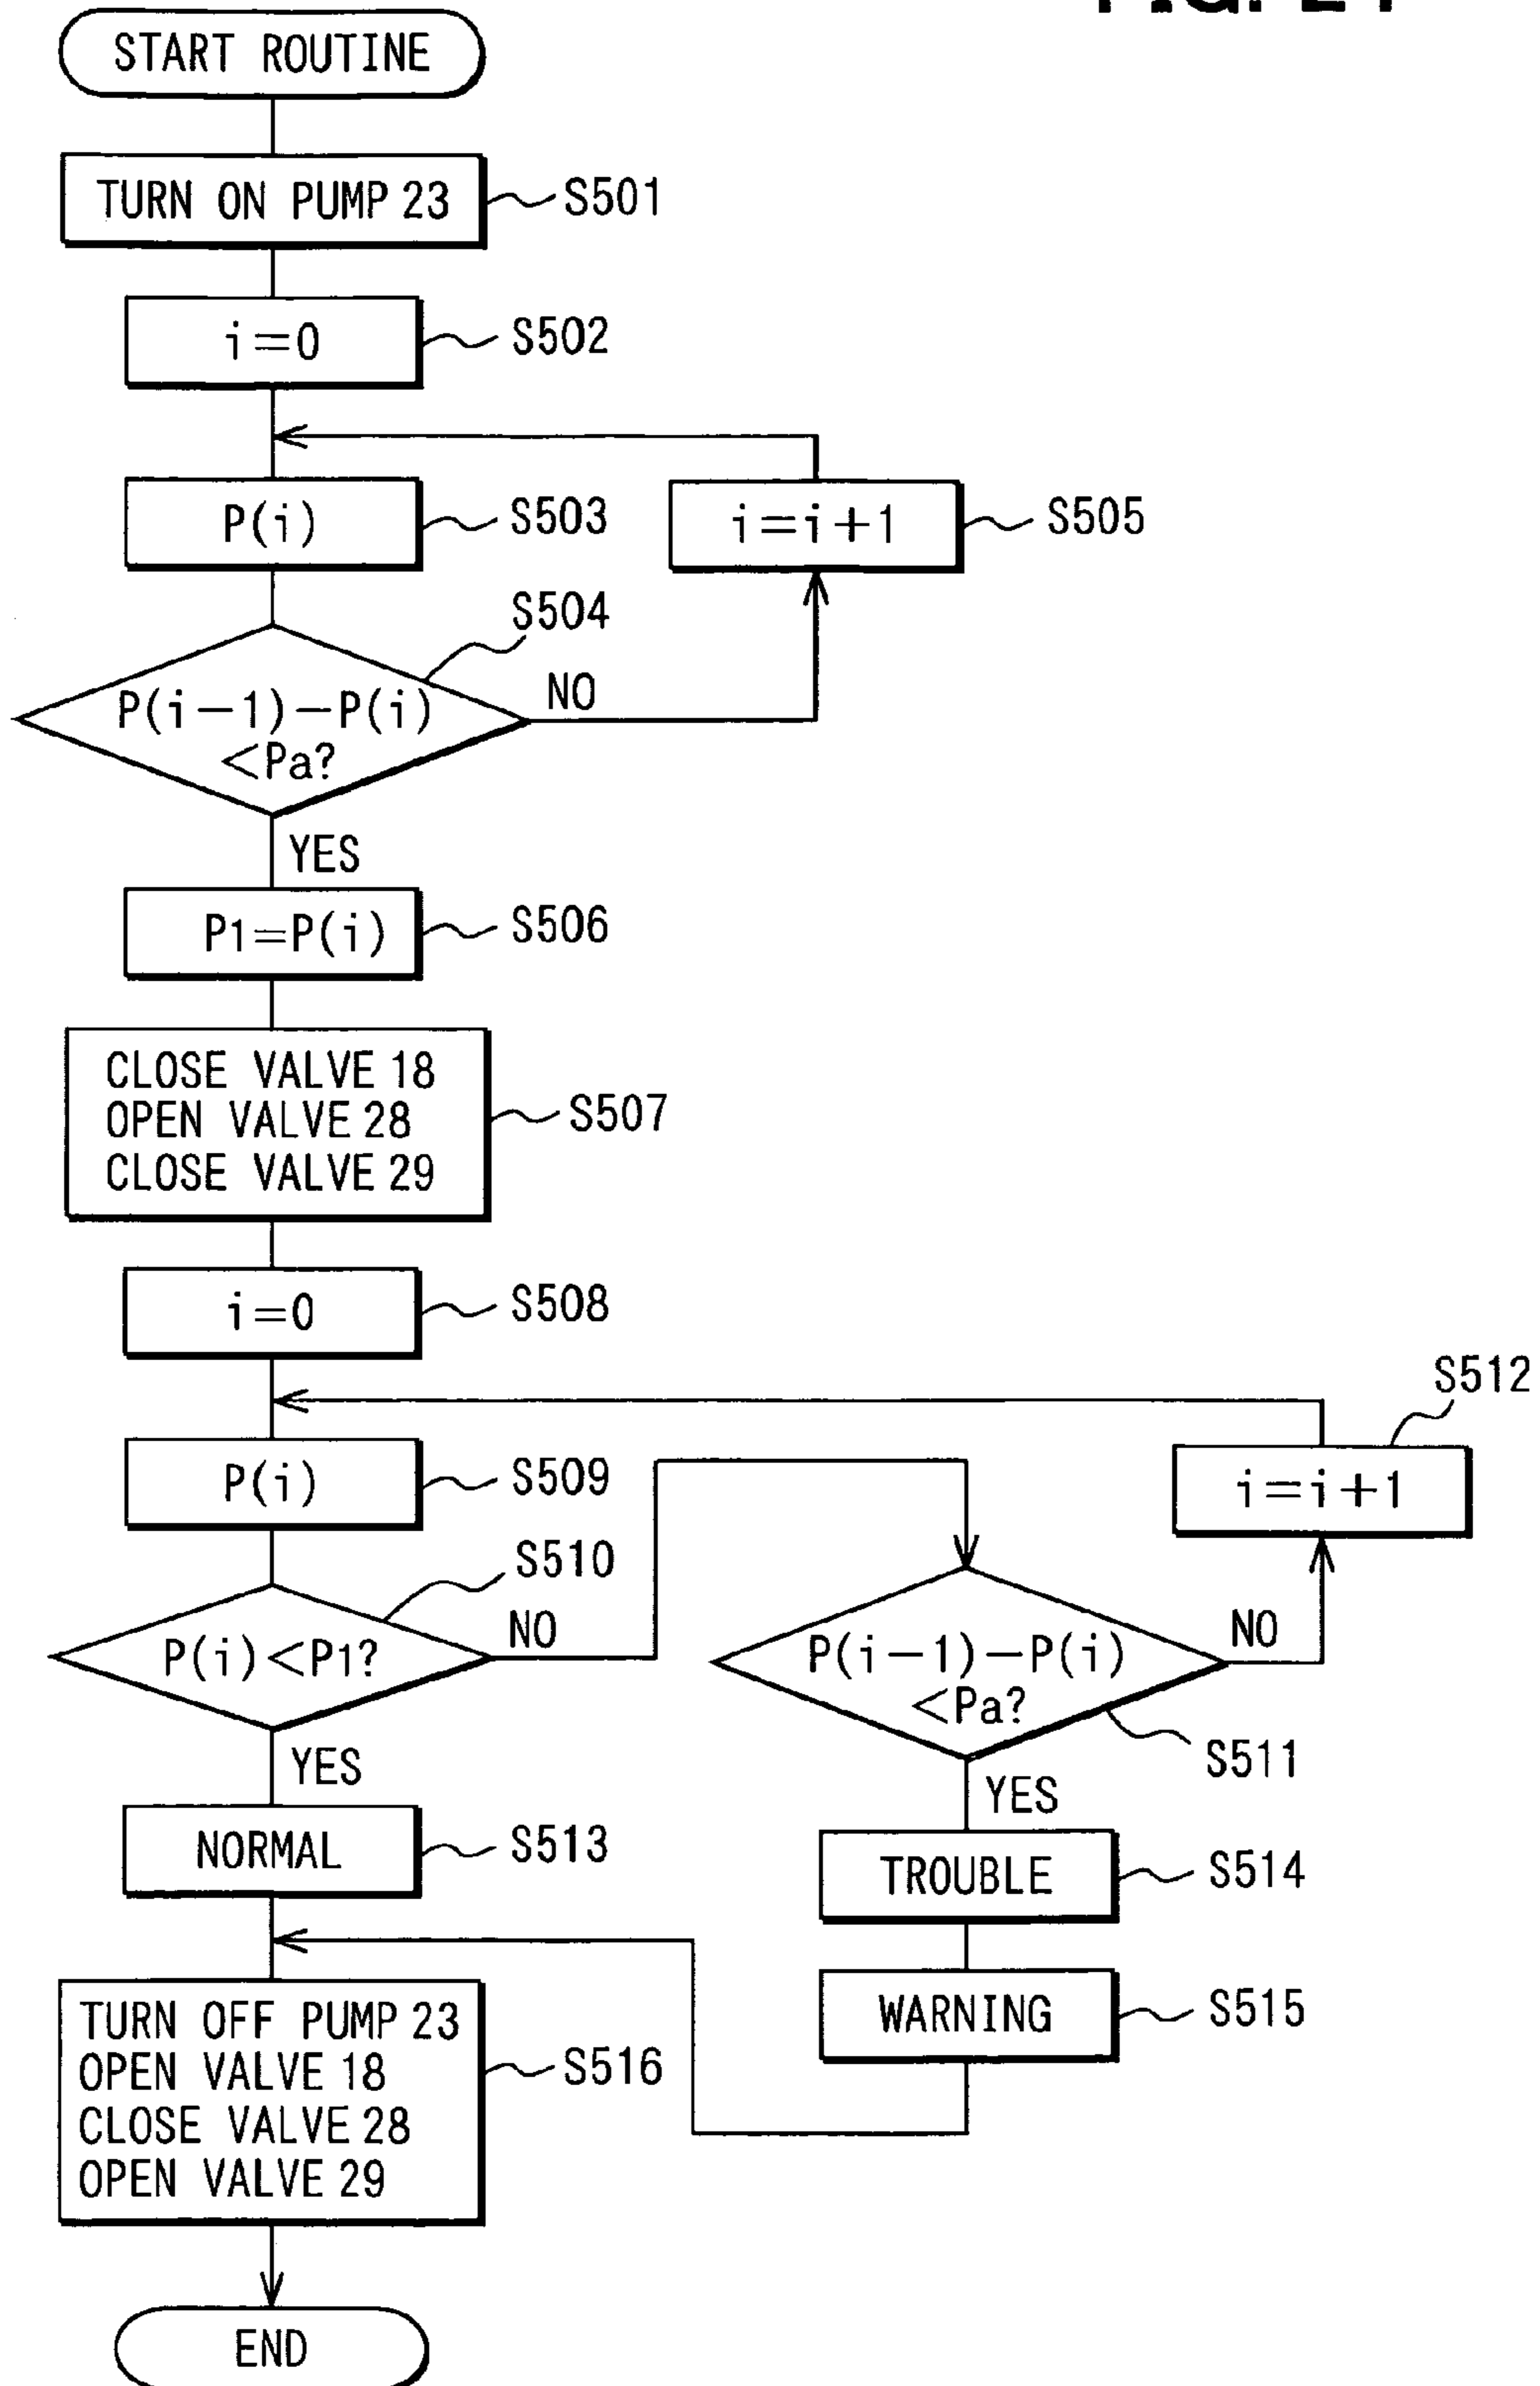 START ROUTINE
TURN ON PUMP 23
S501
i=0
S502
P(i)
S503
i=i+1
S505
S504
P(i-1)-P(i)
<Pa?
NO
YES
P1=P(i)
S506
CLOSE VALVE 18
OPEN VALVE 28
CLOSE VALVE 29
S507
i=0
S508
S512
P(i)
S509
i=i+1
S510
P(i)<P1?
NO
P(i-1)-P(i)
<Pa?
NO
S511
YES
YES
NORMAL
S513
TROUBLE
S514
WARNING
S515
TURN OFF PUMP 23
OPEN VALVE 18
CLOSE VALVE 28
OPEN VALVE 29
S516
END